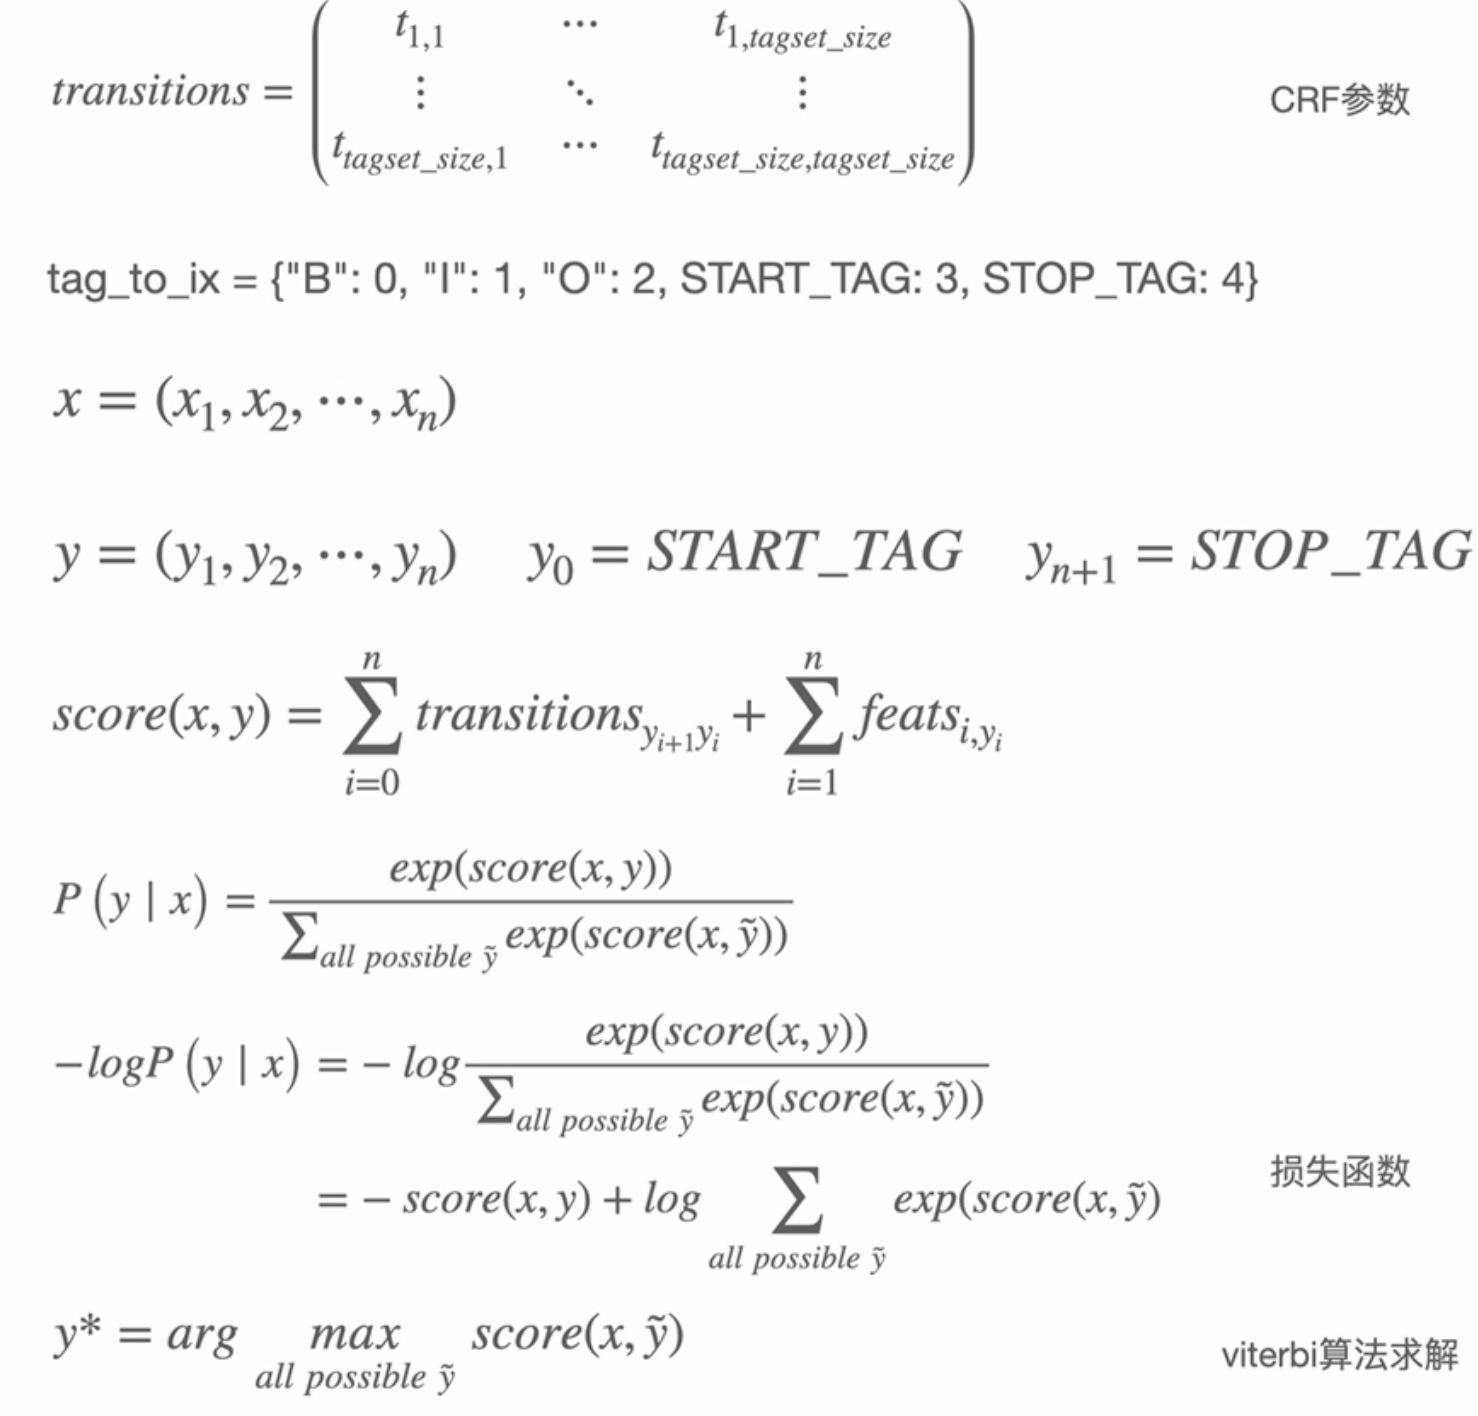 transitions = ( t_{1,1} ⋯ t_{1,tagset_size}
⋮ ⋱ ⋮ CRF参数
t_{tagset_size,1} ⋯ t_{tagset_size,tagset_size} )
tag_to_ix = {"B": 0, "I": 1, "O": 2, START_TAG: 3, STOP_TAG: 4}
x = (x_1, x_2, ⋯, x_n)
y = (y_1, y_2, ⋯, y_n) y_0 = START_TAG y_{n+1} = STOP_TAG
score(x, y) = ∑_{i=0}^{n} transitions_{y_{i+1}y_i} + ∑_{i=1}^{n} feats_{i,y_i}
P(y | x) = exp(score(x, y)) / ∑_{all possible ỹ} exp(score(x, ỹ))
−logP(y | x) = − log exp(score(x, y)) / ∑_{all possible ỹ} exp(score(x, ỹ))
= − score(x, y) + log ∑_{all possible ỹ} exp(score(x, ỹ) 损失函数
y* = arg max_{all possible ỹ} score(x, ỹ) viterbi算法求解